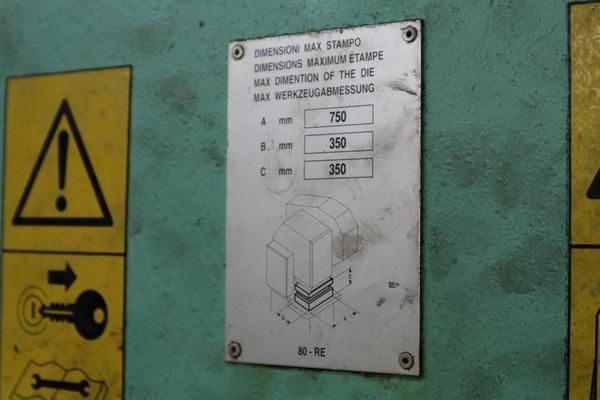 DIMENSIONI MAX STAMPO
DIMENSIONS MAXIMUM ÉTAMPE
MAX DIMENTION OF THE DIE
MAX WERKZEUGABMESSUNG
A mm 750
B mm 350
C mm 350
C
B A
80 - RE